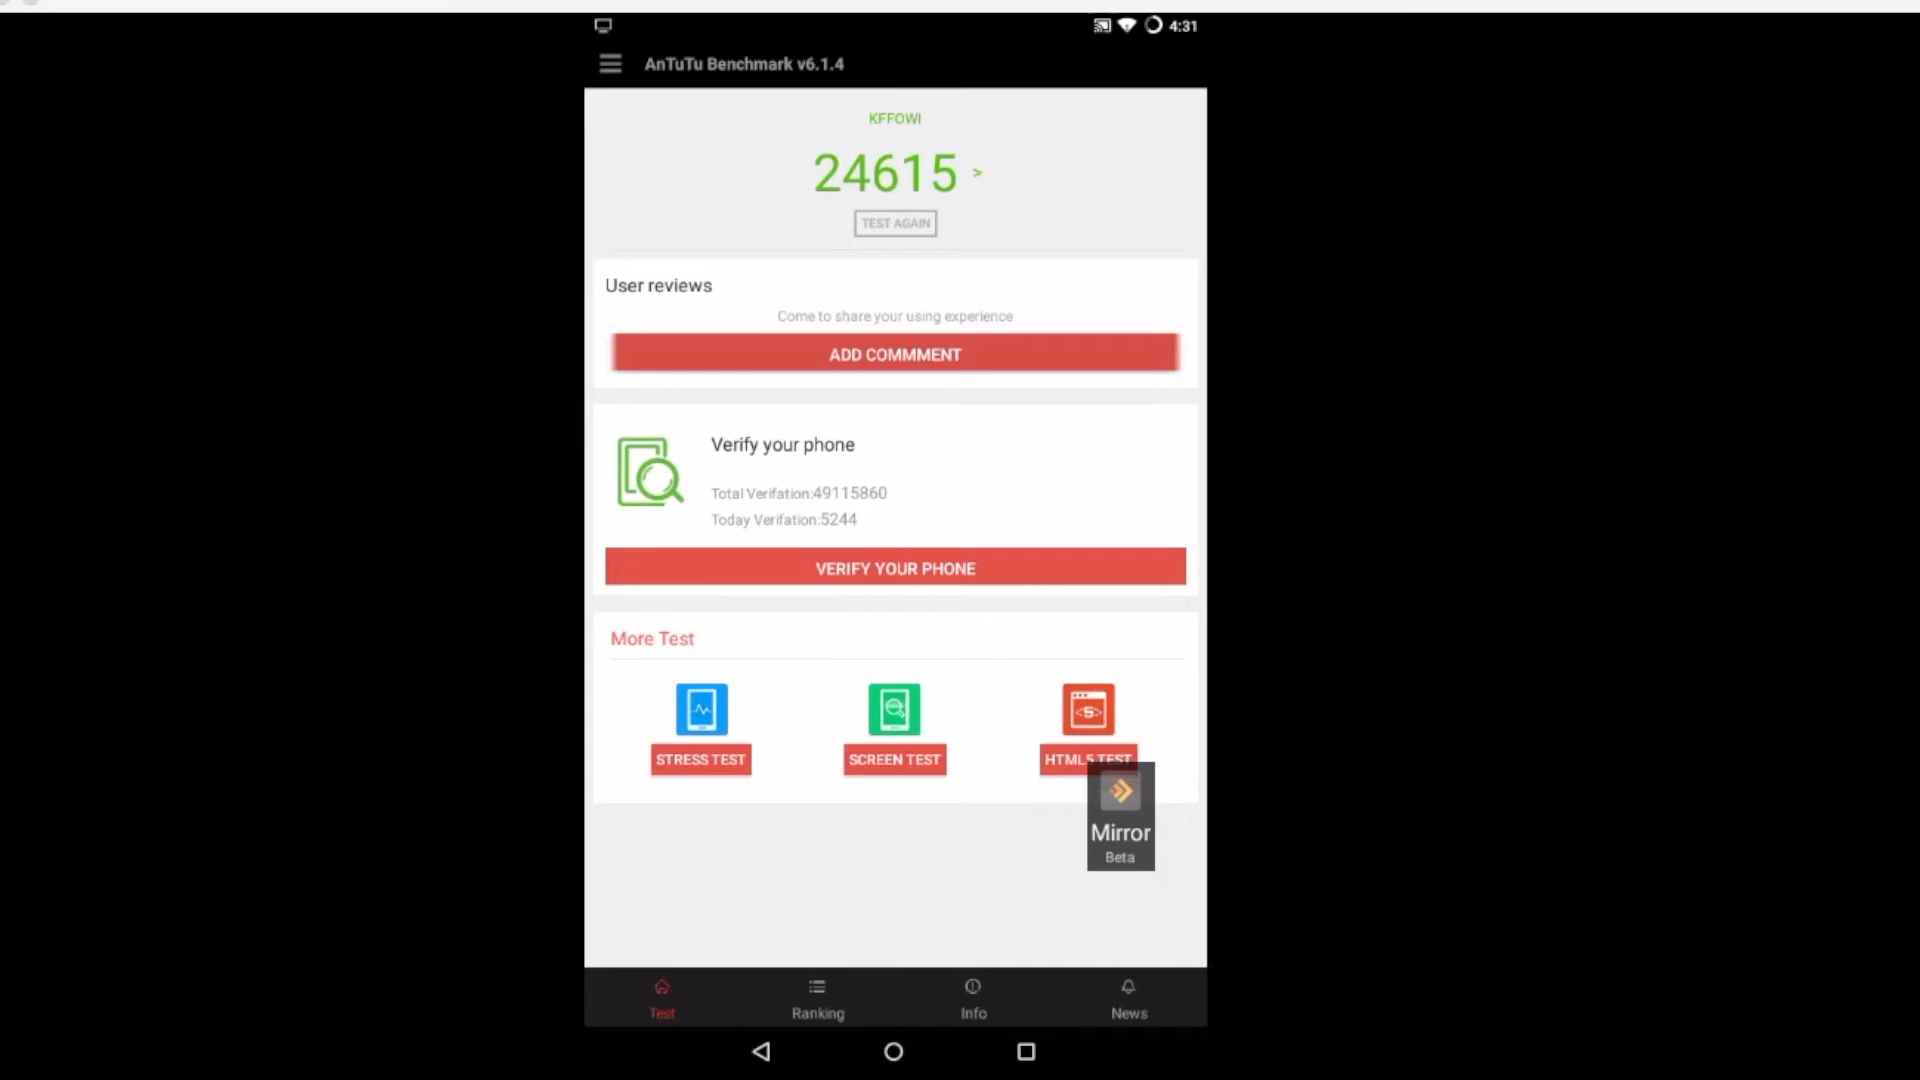 4:31
AnTuTu Benchmark v6.1.4
KFFOWI
24615 >
TEST AGAIN
User reviews
Come to share your using experience
ADD COMMMENT
Verify your phone
Total Verifation:49115860
Today Verifation:5244
VERIFY YOUR PHONE
More Test
STRESS TEST
SCREEN TEST
HTML5 TEST
Mirror
Beta
Test
Ranking
Info
News